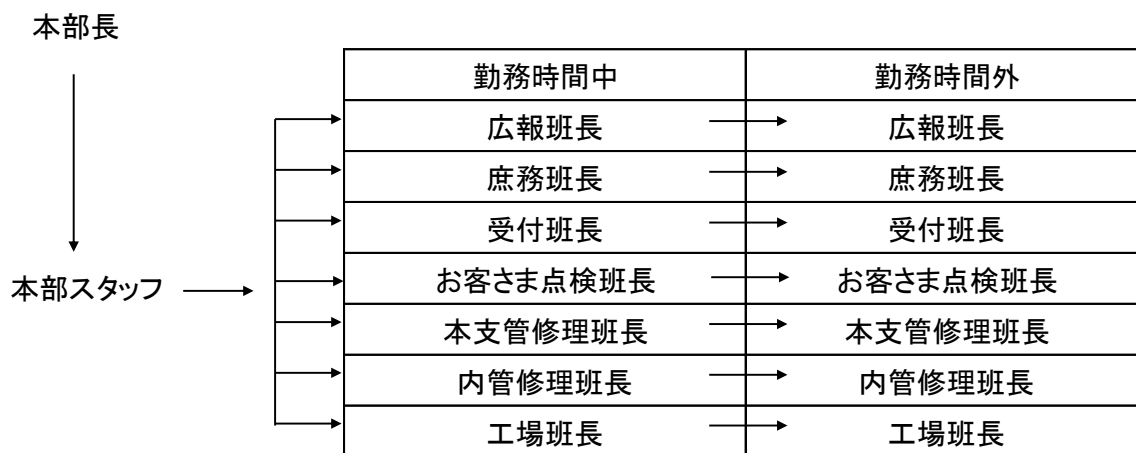 本部長
勤務時間中 勤務時間外
広報班長 広報班長
庶務班長 庶務班長
受付班長 受付班長
本部スタッフ お客さま点検班長 お客さま点検班長
本支管修理班長 本支管修理班長
内管修理班長 内管修理班長
工場班長 工場班長